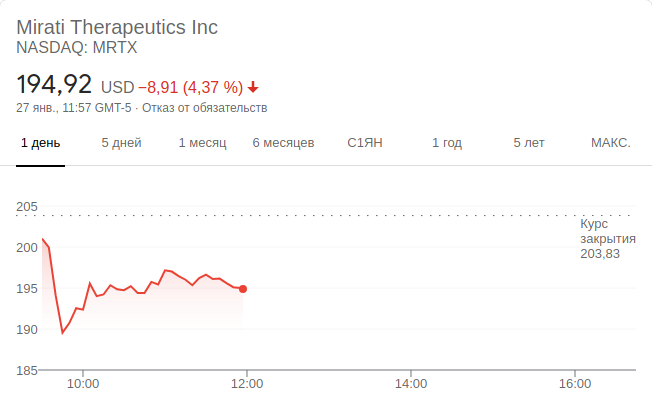 Mirati Therapeutics Inc
NASDAQ: MRTX
194,92 USD −8,91 (4,37 %)
27 янв., 11:57 GMT-5 · Отказ от обязательств
1 день 5 дней 1 месяц 6 месяцев С1ЯН 1 год 5 лет МАКС.
205
200
195
190
185
Курс
закрытия
203,83
10:00 12:00 14:00 16:00